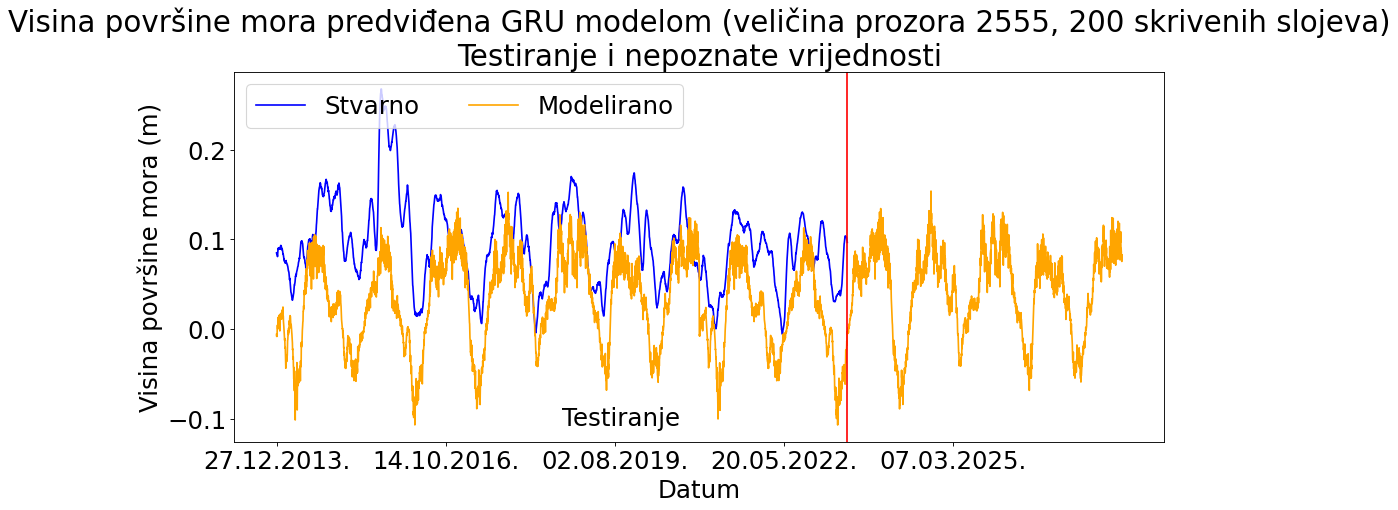 Visina površine mora predviđena GRU modelom (veličina prozora 2555, 200 skrivenih slojeva)
Testiranje i nepoznate vrijednosti
Stvarno
Modelirano
Visina površine mora (m)
0.2
0.1
0.0
−0.1
Testiranje
27.12.2013.
14.10.2016.
02.08.2019.
20.05.2022.
07.03.2025.
Datum